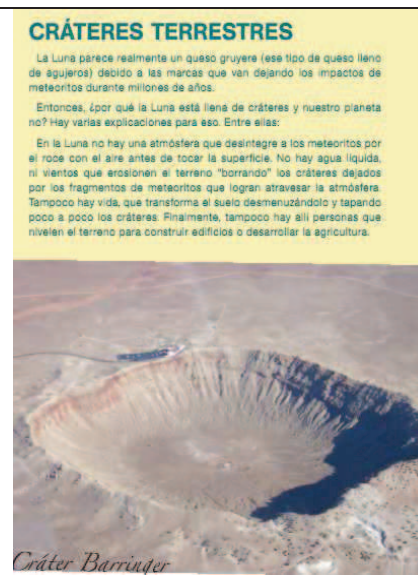 CRÁTERES TERRESTRES
La Luna parece realmente un queso gruyere (ese tipo de queso lleno
de agujeros) debido a las marcas que van dejando los impactos de
meteoritos durante millones de años.
Entonces, ¿por qué la Luna está llena de cráteres y nuestro planeta
no? Hay varias explicaciones para eso. Entre ellas:
En la Luna no hay una atmósfera que desintegre a los meteoritos por
el roce con el aire antes de tocar la superficie. No hay agua líquida,
ni vientos que erosionen el terreno "borrando" los cráteres dejados
por los fragmentos de meteoritos que logran atravesar la atmósfera.
Tampoco hay vida, que transforma el suelo desmenuzándolo y tapando
poco a poco los cráteres. Finalmente, tampoco hay allí personas que
nivelen el terreno para construir edificios o desarrollar la agricultura.
Cráter Barringer